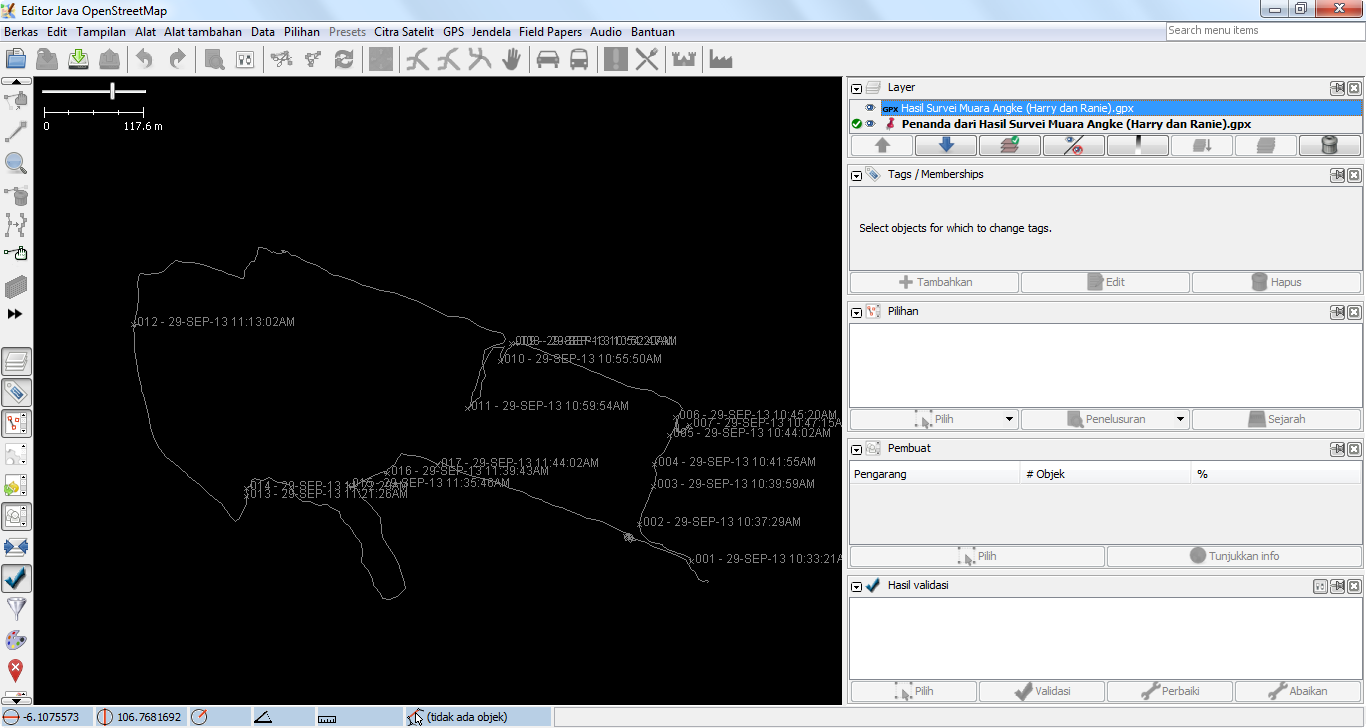 Editor Java OpenStreetMap
Berkas Edit Tampilan Alat Alat tambahan Data Pilihan Presets Citra Satelit GPS Jendela Field Papers Audio Bantuan
Search menu items
0 117.6 m
Layer
GPX Hasil Survei Muara Angke (Harry dan Ranie).gpx
Penanda dari Hasil Survei Muara Angke (Harry dan Ranie).gpx
Tags / Memberships
Select objects for which to change tags.
Tambahkan Edit Hapus
Pilihan
Pilih Penelusuran Sejarah
Pembuat
Pengarang # Objek %
Pilih Tunjukkan info
Hasil validasi
Pilih Validasi Perbaiki Abaikan
012 - 29-SEP-13 11:13:02AM
010 - 29-SEP-13 10:55:50AM
011 - 29-SEP-13 10:59:54AM
006 - 29-SEP-13 10:45:20AM
007 - 29-SEP-13 10:47:15A
005 - 29-SEP-13 10:44:02AM
004 - 29-SEP-13 10:41:55AM
003 - 29-SEP-13 10:39:59AM
017 - 29-SEP-13 11:44:02AM
016 - 29-SEP-13 11:39:43AM
015 - 29-SEP-13 11:35:46AM
014 - 29-SEP-13
013 - 29-SEP-13 11:21:26AM
002 - 29-SEP-13 10:37:29AM
001 - 29-SEP-13 10:33:21A
-6.1075573 106.7681692 (tidak ada objek)